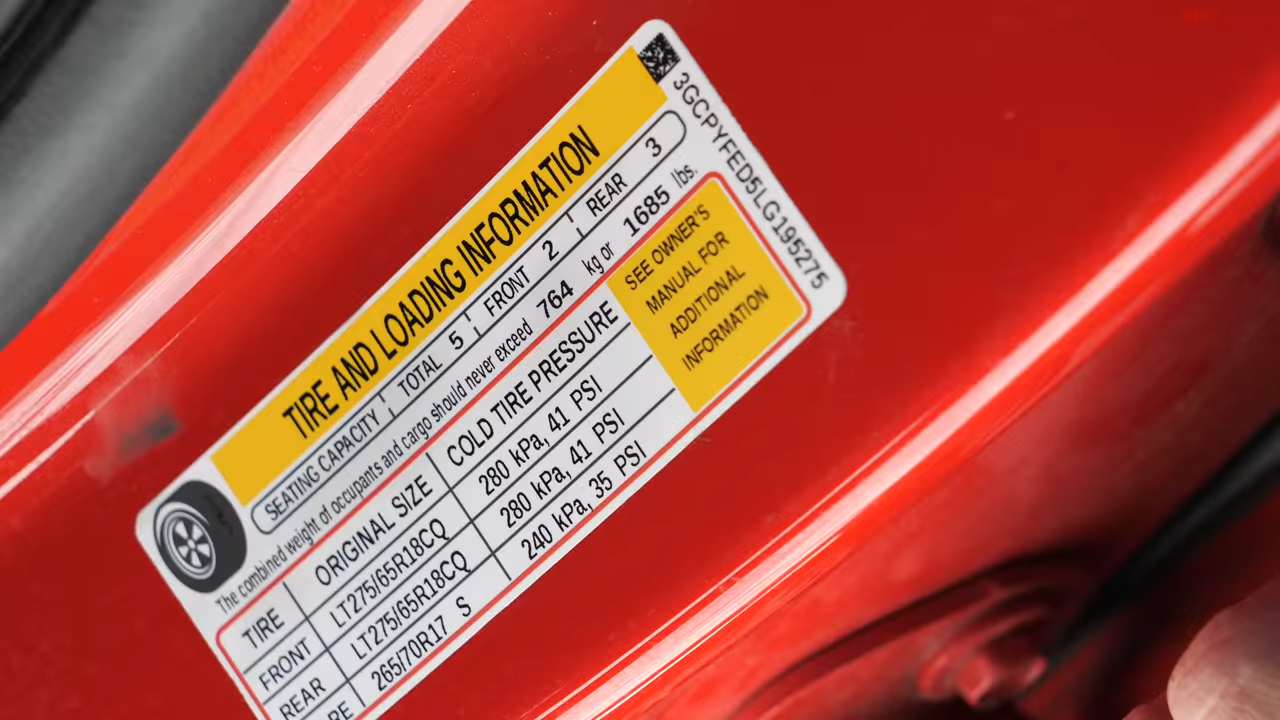 3GCPYFED5LG195275
TIRE AND LOADING INFORMATION
SEATING CAPACITY TOTAL 5 FRONT 2 REAR 3
The combined weight of occupants and cargo should never exceed 764 kg or 1685 lbs.
TIRE ORIGINAL SIZE COLD TIRE PRESSURE
FRONT LT275/65R18CQ 280 kPa, 41 PSI
REAR LT275/65R18CQ 280 kPa, 41 PSI
RE 265/70R17 S 240 kPa, 35 PSI
SEE OWNER'S
MANUAL FOR
ADDITIONAL
INFORMATION